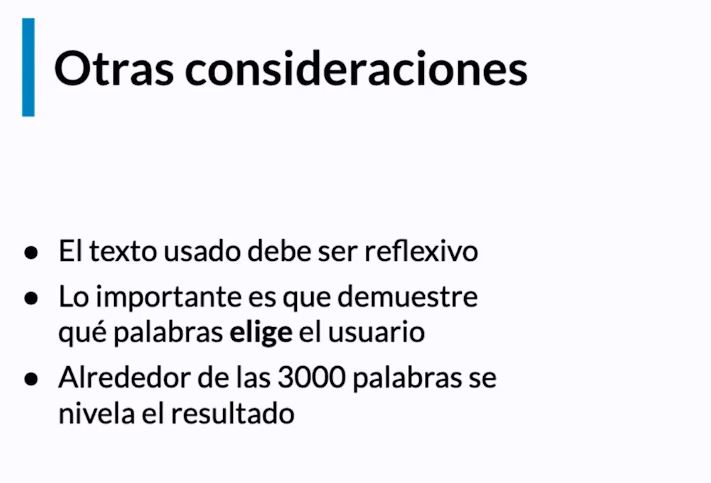 Otras consideraciones
● El texto usado debe ser reflexivo
● Lo importante es que demuestre
qué palabras elige el usuario
● Alrededor de las 3000 palabras se
nivela el resultado